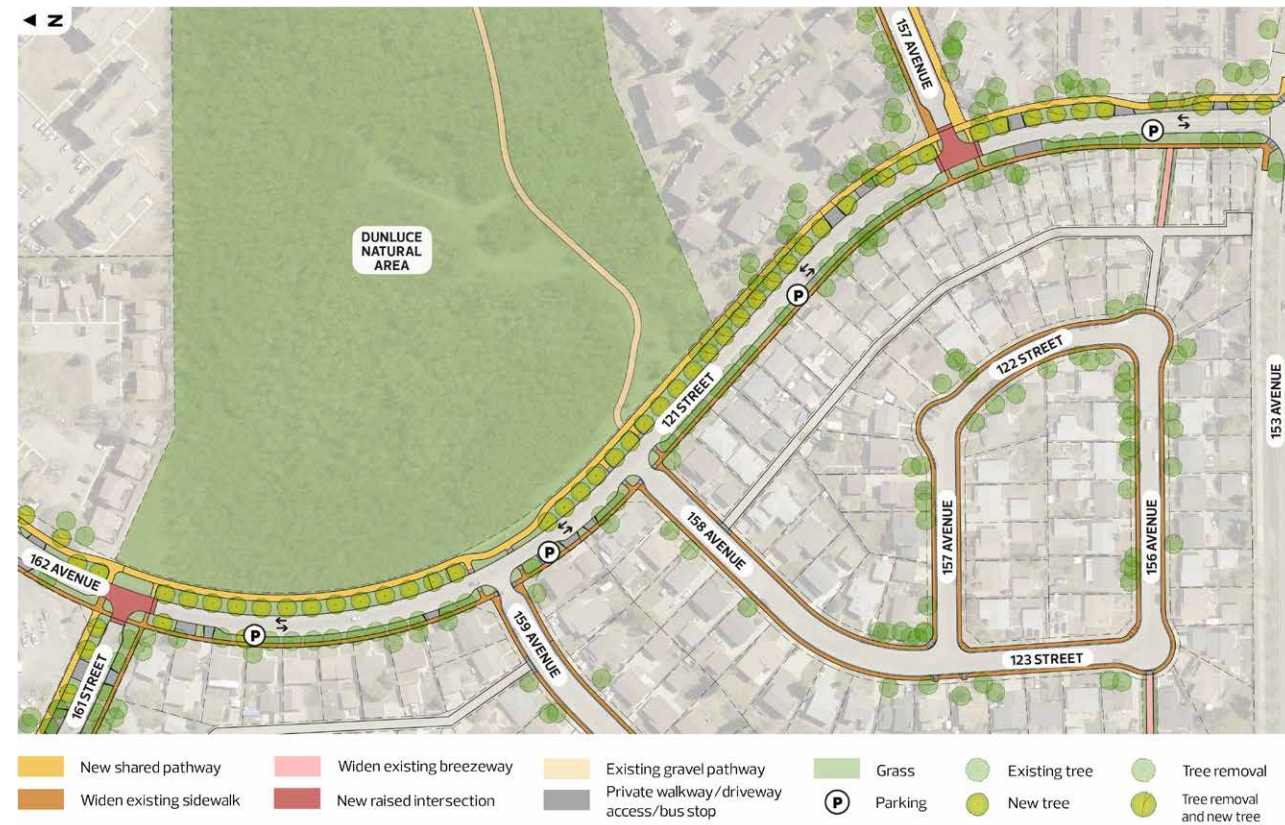 N
157 AVENUE
P
DUNLUCE
NATURAL
AREA
P
121 STREET
122 STREET
153 AVENUE
P
158 AVENUE
157 AVENUE
156 AVENUE
162 AVENUE
P
159 AVENUE
123 STREET
161 STREET
New shared pathway
Widen existing breezeway
Existing gravel pathway
Grass
Existing tree
Tree removal
Widen existing sidewalk
New raised intersection
Private walkway/driveway
access/bus stop
P
Parking
New tree
Tree removal
and new tree